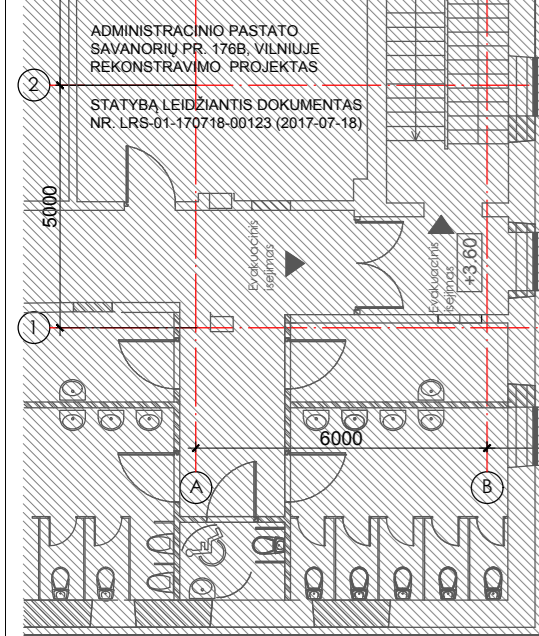 ADMINISTRACINIO PASTATO
SAVANORIŲ PR. 176B, VILNIUJE
REKONSTRAVIMO PROJEKTAS
STATYBĄ LEIDŽIANTIS DOKUMENTAS
NR. LRS-01-170718-00123 (2017-07-18)
2
5000
Evakuacinis
išėjimas
Evakuacinis
išėjimas
+3,60
1
6000
A
B